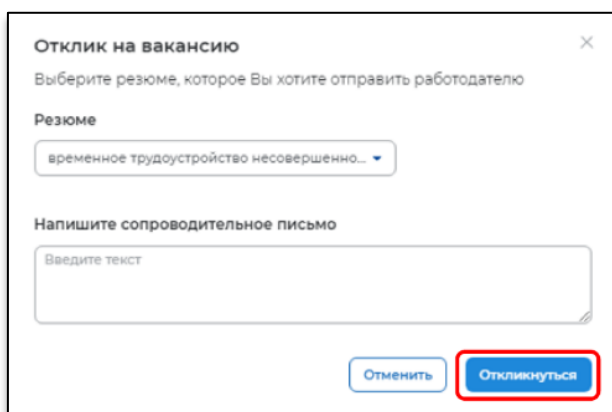 Отклик на вакансию
Выберите резюме, которое Вы хотите отправить работодателю
Резюме
временное трудоустройство несовершенно...
Напишите сопроводительное письмо
Введите текст
Отменить Откликнуться